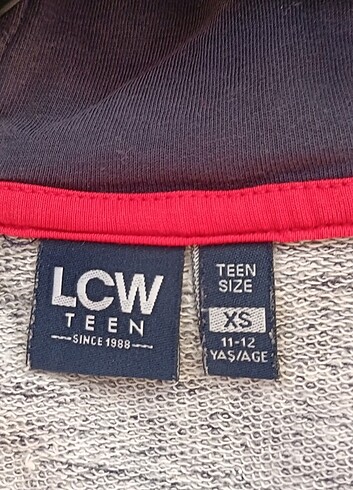 LCW
TEEN
SINCE 1988
TEEN
SIZE
XS
11-12
YAŞ/AGE